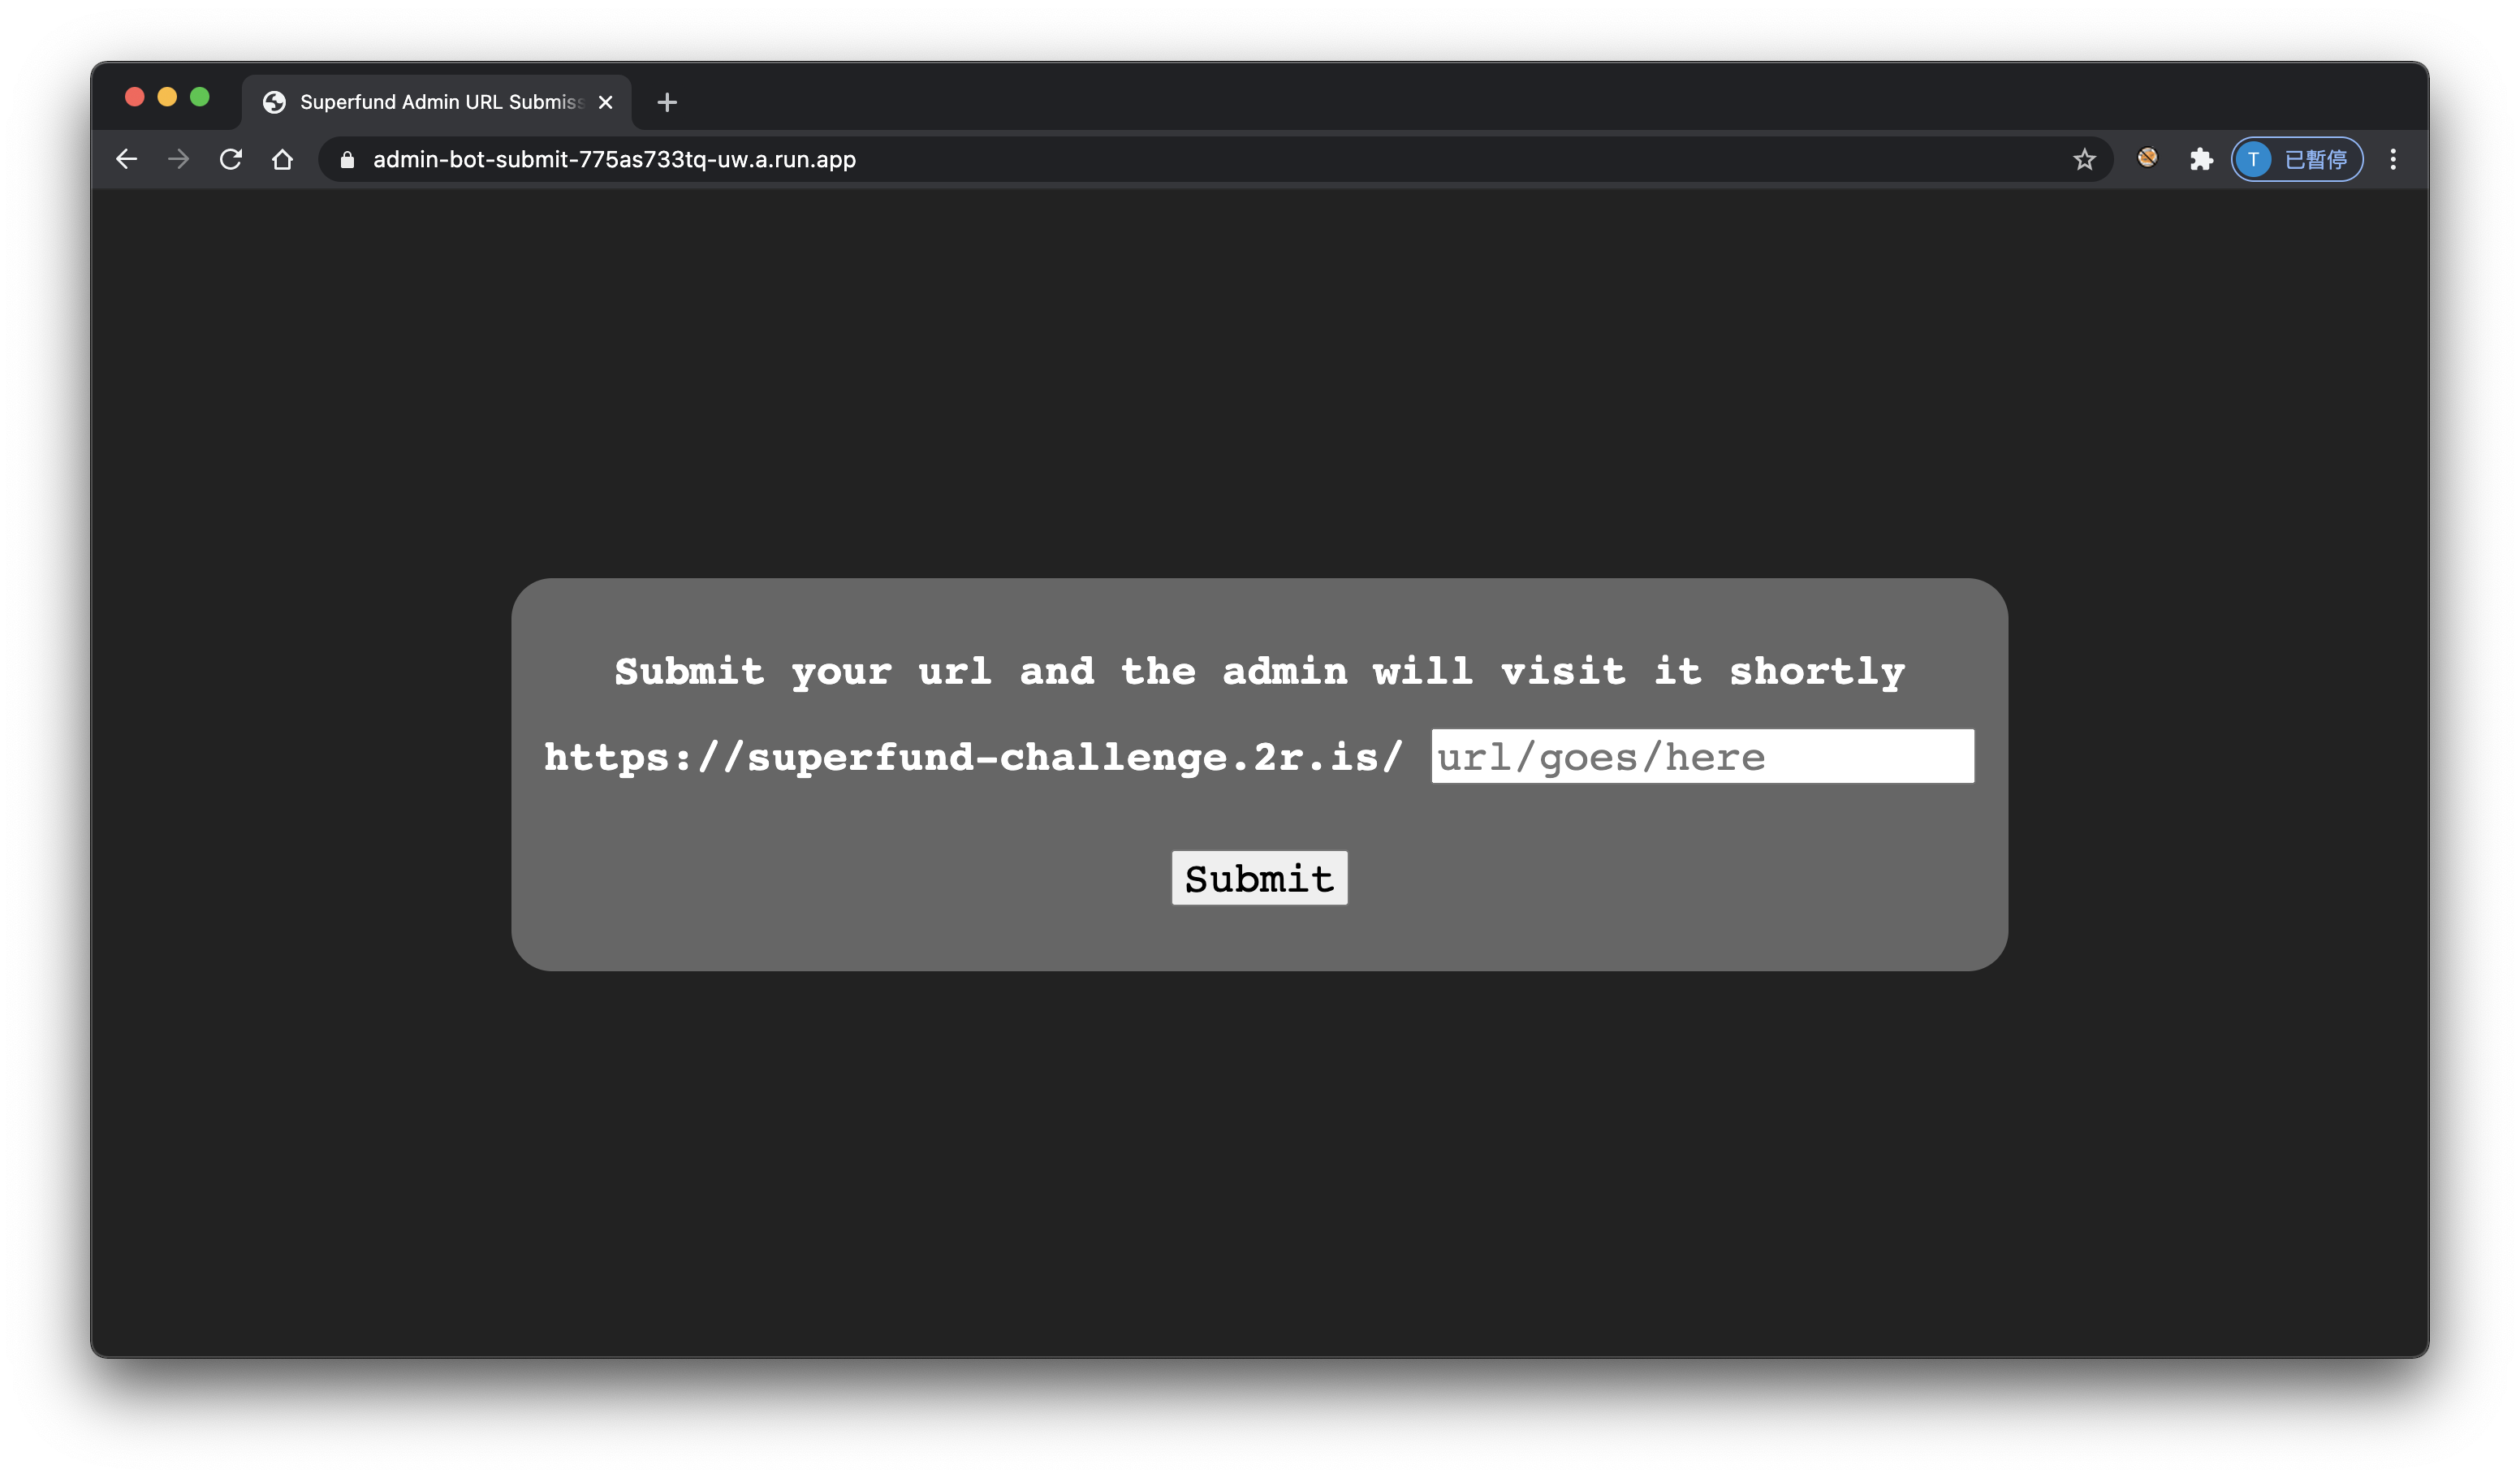 Superfund Admin URL Submiss
admin-bot-submit-775as733tq-uw.a.run.app
T 已暫停
Submit your url and the admin will visit it shortly
https://superfund-challenge.2r.is/ url/goes/here
Submit